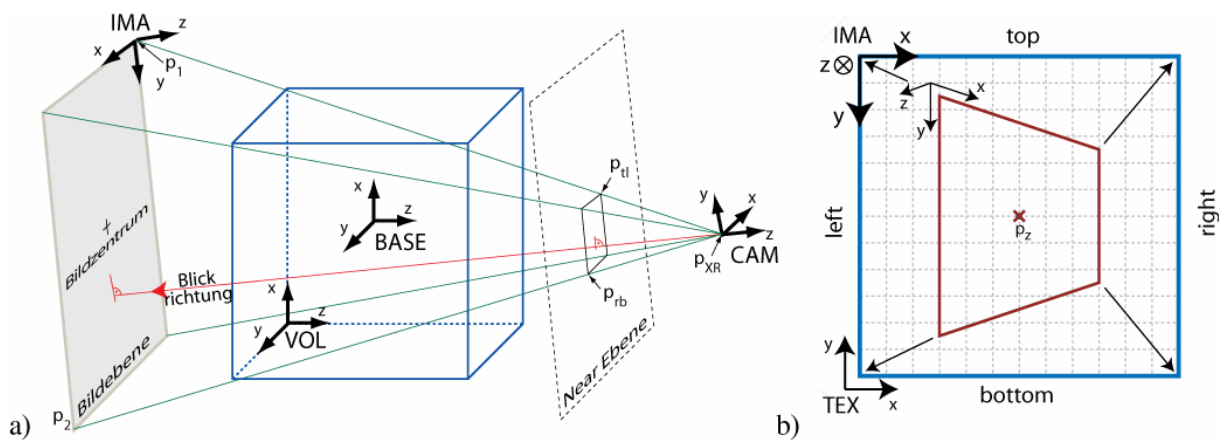 IMA
z
x
y
p1
Bildzentrum
Bildebene
p2
Blick
richtung
x
y
z
BASE
x
y
z
VOL
ptl
prb
Near Ebene
y
x
z
pXR
CAM
a)
IMA
x
top
z
y
x
z
y
left
pz
right
y
TEX
x
bottom
b)